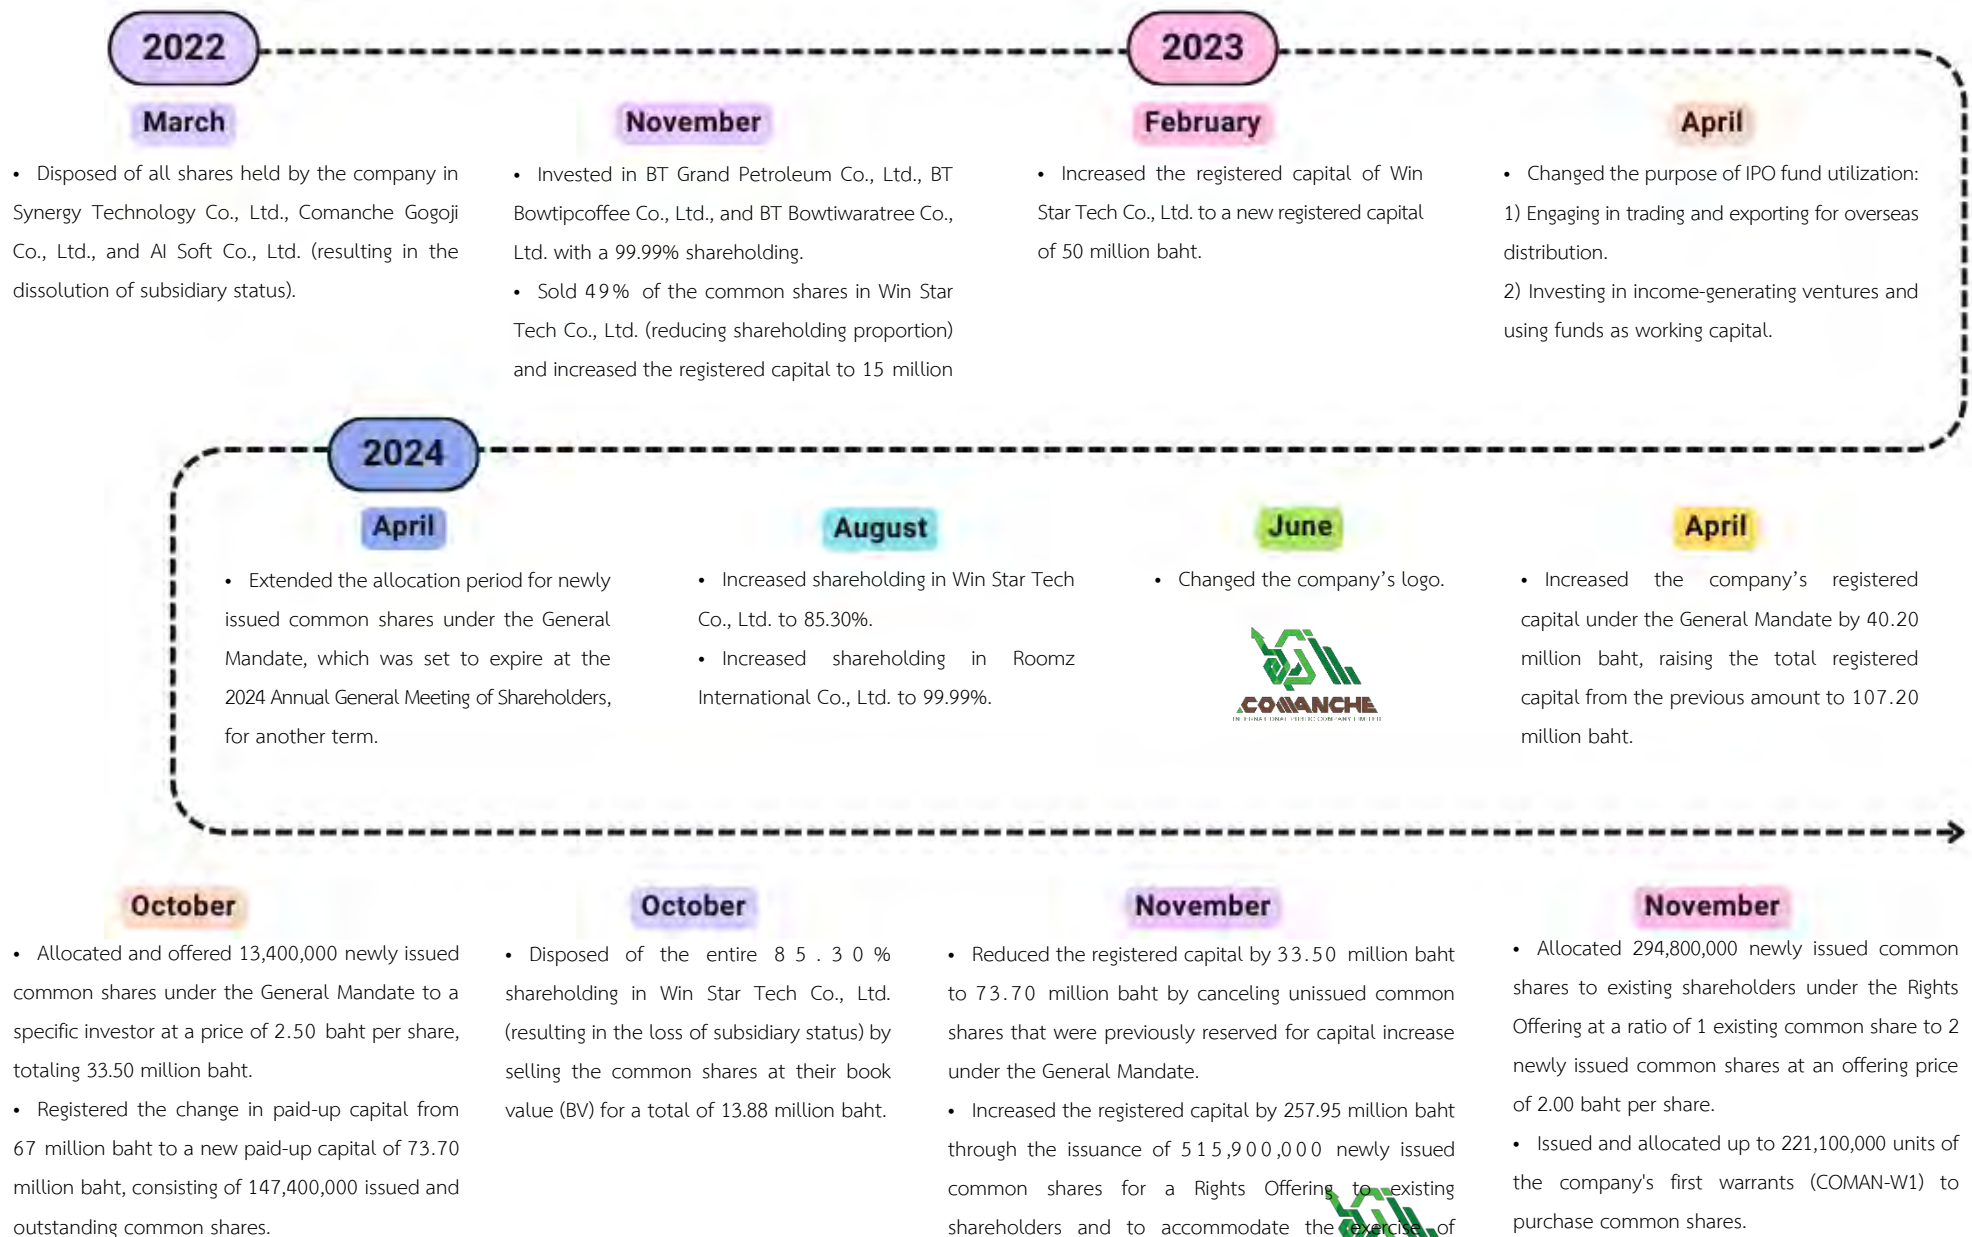 2022
2023
March
• Disposed of all shares held by the company in
Synergy Technology Co., Ltd., Comanche Gogoji
Co., Ltd., and AI Soft Co., Ltd. (resulting in the
dissolution of subsidiary status).
November
• Invested in BT Grand Petroleum Co., Ltd., BT
Bowtipcoffee Co., Ltd., and BT Bowtiwaratree Co.,
Ltd. with a 99.99% shareholding.
• Sold 49% of the common shares in Win Star
Tech Co., Ltd. (reducing shareholding proportion)
and increased the registered capital to 15 million
February
• Increased the registered capital of Win
Star Tech Co., Ltd. to a new registered capital
of 50 million baht.
April
• Changed the purpose of IPO fund utilization:
1) Engaging in trading and exporting for overseas
distribution.
2) Investing in income-generating ventures and
using funds as working capital.
2024
April
• Extended the allocation period for newly
issued common shares under the General
Mandate, which was set to expire at the
2024 Annual General Meeting of Shareholders,
for another term.
August
• Increased shareholding in Win Star Tech
Co., Ltd. to 85.30%.
• Increased shareholding in Roomz
International Co., Ltd. to 99.99%.
June
• Changed the company's logo.
COMANCHE
INTERNATIONAL PUBLIC COMPANY LIMITED
April
• Increased the company's registered
capital under the General Mandate by 40.20
million baht, raising the total registered
capital from the previous amount to 107.20
million baht.
October
• Allocated and offered 13,400,000 newly issued
common shares under the General Mandate to a
specific investor at a price of 2.50 baht per share,
totaling 33.50 million baht.
• Registered the change in paid-up capital from
67 million baht to a new paid-up capital of 73.70
million baht, consisting of 147,400,000 issued and
outstanding common shares.
October
• Disposed of the entire 85.30%
shareholding in Win Star Tech Co., Ltd.
(resulting in the loss of subsidiary status) by
selling the common shares at their book
value (BV) for a total of 13.88 million baht.
November
• Reduced the registered capital by 33.50 million baht
to 73.70 million baht by canceling unissued common
shares that were previously reserved for capital increase
under the General Mandate.
• Increased the registered capital by 257.95 million baht
through the issuance of 515,900,000 newly issued
common shares for a Rights Offering to existing
shareholders and to accommodate the exercise of
November
• Allocated 294,800,000 newly issued common
shares to existing shareholders under the Rights
Offering at a ratio of 1 existing common share to 2
newly issued common shares at an offering price
of 2.00 baht per share.
• Issued and allocated up to 221,100,000 units of
the company's first warrants (COMAN-W1) to
purchase common shares.